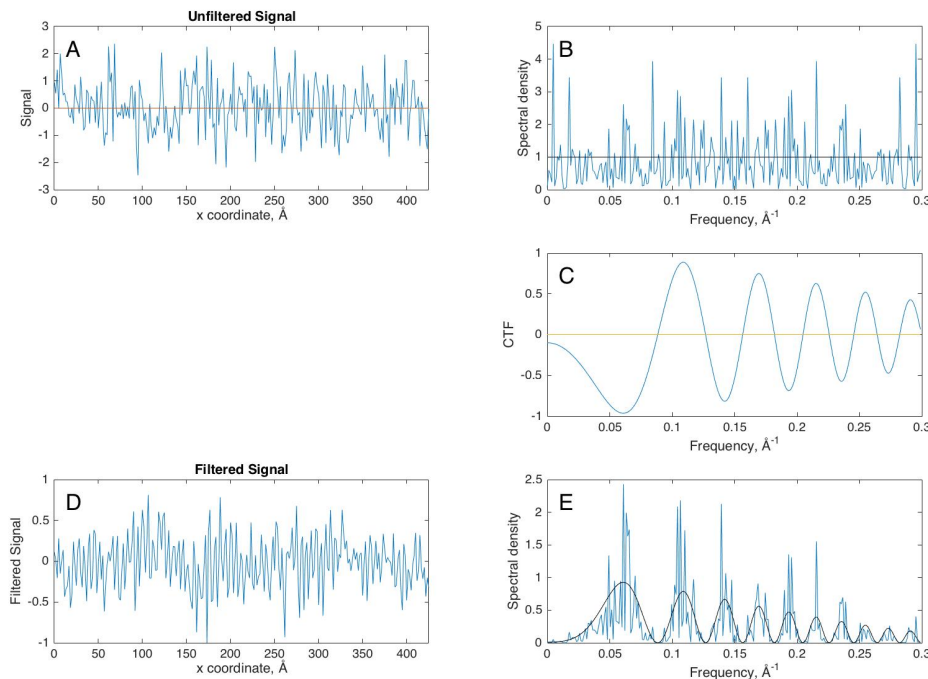 Unfiltered Signal
A
3
2
1
0
-1
-2
-3
Signal
0 50 100 150 200 250 300 350 400
x coordinate, Å
B
5
4
3
2
1
0
Spectral density
0 0.05 0.1 0.15 0.2 0.25 0.3
Frequency, Å-1
C
1
0.5
0
-0.5
-1
CTF
0 0.05 0.1 0.15 0.2 0.25 0.3
Frequency, Å-1
Filtered Signal
D
1
0.5
0
-0.5
-1
Filtered Signal
0 50 100 150 200 250 300 350 400
x coordinate, Å
E
2.5
2
1.5
1
0.5
0
Spectral density
0 0.05 0.1 0.15 0.2 0.25 0.3
Frequency, Å-1